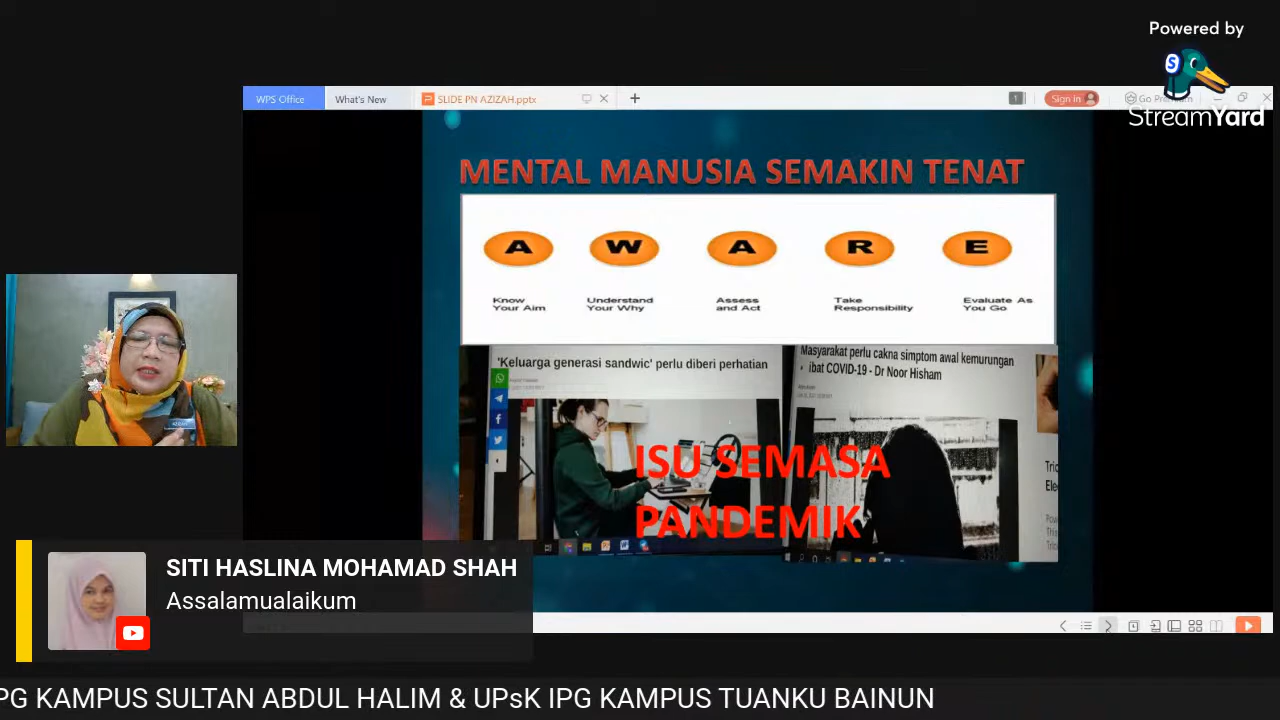 Powered by
StreamYard
WPS Office
What's New
SLIDE PN AZIZAH.pptx
Sign in
Go Premium
MENTAL MANUSIA SEMAKIN TENAT
A W A R E
Know Your Aim
Understand Your Why
Assess and Act
Take Responsibility
Evaluate As You Go
'Keluarga generasi sandwic' perlu diberi perhatian
Masyarakat perlu cakna simptom awal kemurungan
ibat COVID-19 - Dr Noor Hisham
ISU SEMASA
PANDEMIK
SITI HASLINA MOHAMAD SHAH
Assalamualaikum
PG KAMPUS SULTAN ABDUL HALIM & UPsK IPG KAMPUS TUANKU BAINUN